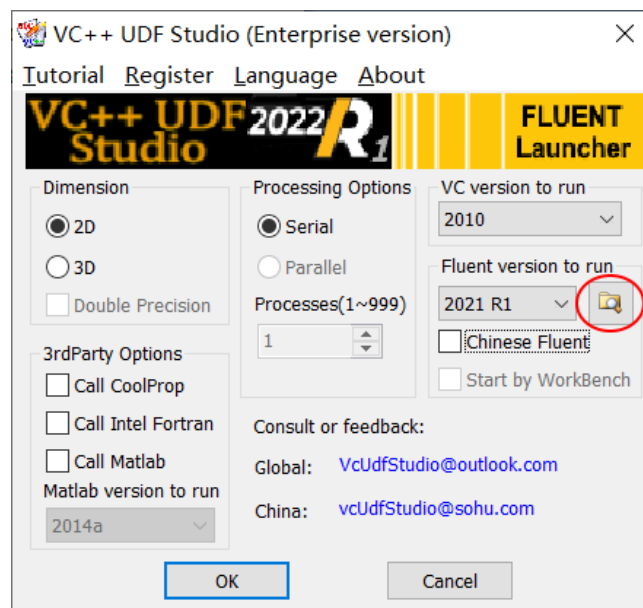 VC++ UDF Studio (Enterprise version)
Tutorial Register Language About
VC++ UDF Studio 2022 R1 FLUENT Launcher
Dimension
2D
3D
Double Precision
Processing Options
Serial
Parallel
Processes(1~999)
1
VC version to run
2010
Fluent version to run
2021 R1
Chinese Fluent
Start by WorkBench
3rdParty Options
Call CoolProp
Call Intel Fortran
Call Matlab
Matlab version to run
2014a
Consult or feedback:
Global: VcUdfStudio@outlook.com
China: vcUdfStudio@sohu.com
OK
Cancel